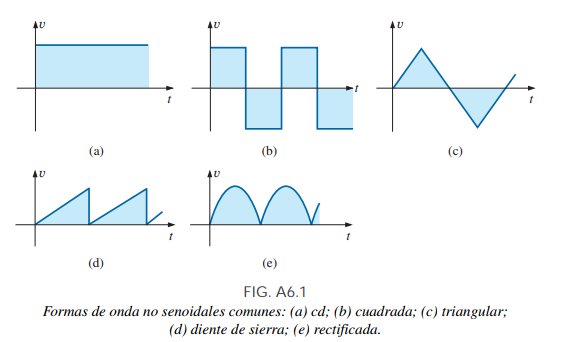 υ
υ
υ
t
t
t
(a)
(b)
(c)
υ
υ
t
t
(d)
(e)
FIG. A6.1
Formas de onda no senoidales comunes: (a) cd; (b) cuadrada; (c) triangular;
(d) diente de sierra; (e) rectificada.